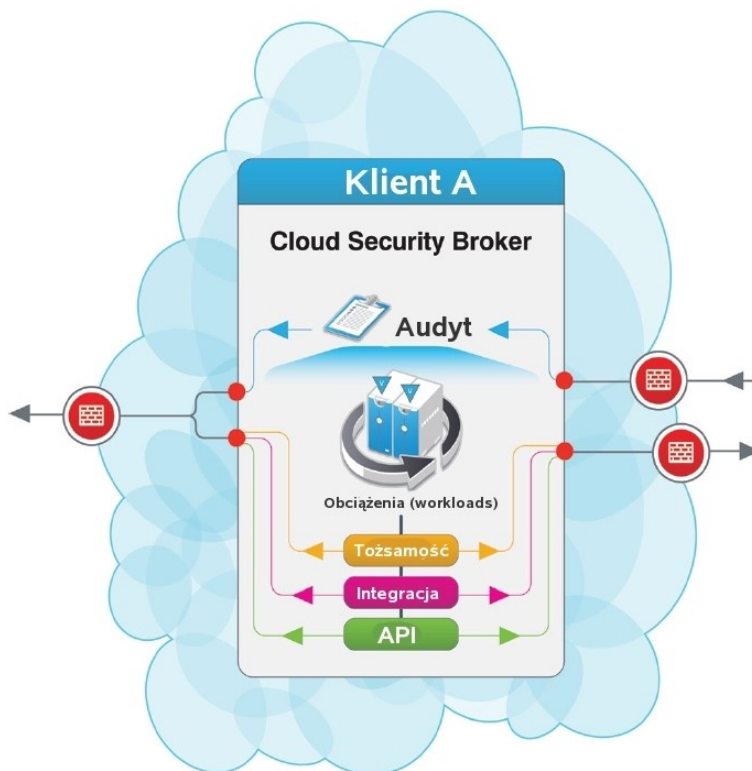 Klient A
Cloud Security Broker
Audyt
Obciążenia (workloads)
Tożsamość
Integracja
API